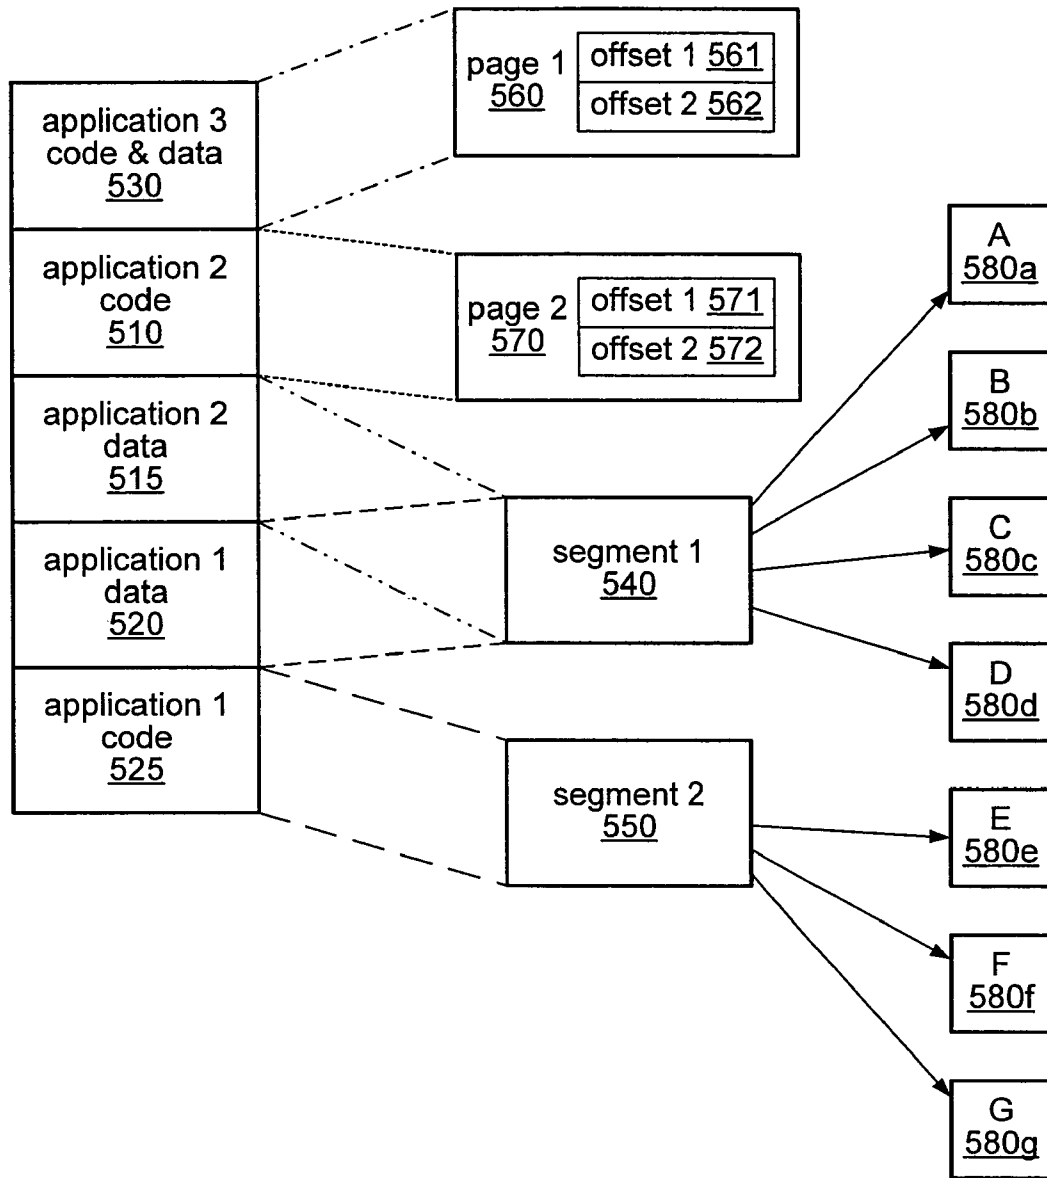 application 3
code & data
530
application 2
code
510
application 2
data
515
application 1
data
520
application 1
code
525
page 1
560
offset 1 561
offset 2 562
page 2
570
offset 1 571
offset 2 572
segment 1
540
segment 2
550
A
580a
B
580b
C
580c
D
580d
E
580e
F
580f
G
580g